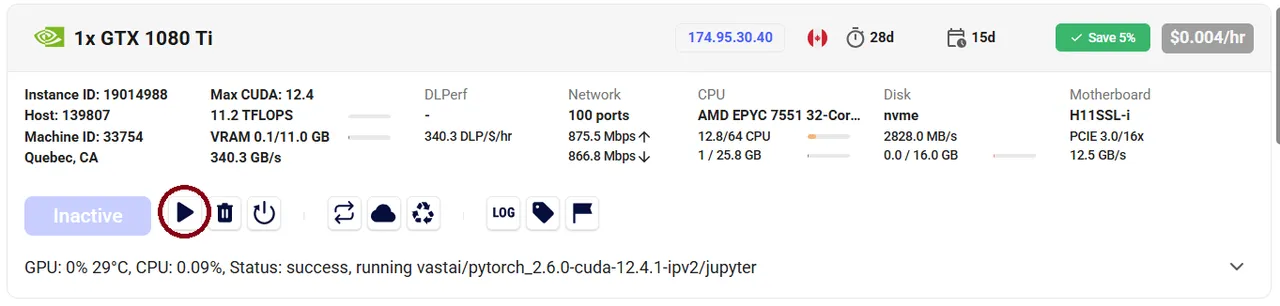 1x GTX 1080 Ti
174.95.30.40
28d
15d
Save 5%
$0.004/hr
Instance ID: 19014988
Host: 139807
Machine ID: 33754
Quebec, CA
Max CUDA: 12.4
11.2 TFLOPS
VRAM 0.1/11.0 GB
340.3 GB/s
DLPerf
-
340.3 DLP/$/hr
Network
100 ports
875.5 Mbps
866.8 Mbps
CPU
AMD EPYC 7551 32-Cor...
12.8/64 CPU
1 / 25.8 GB
Disk
nvme
2828.0 MB/s
0.0 / 16.0 GB
Motherboard
H11SSL-i
PCIE 3.0/16x
12.5 GB/s
Inactive
LOG
GPU: 0% 29°C, CPU: 0.09%, Status: success, running vastai/pytorch_2.6.0-cuda-12.4.1-ipv2/jupyter